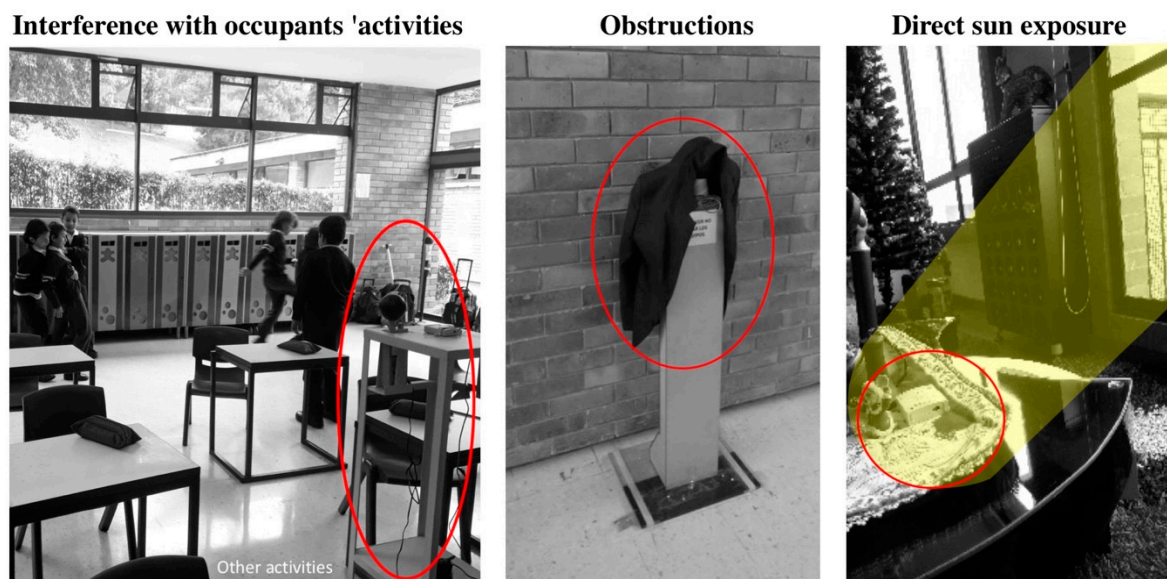 Interference with occupants 'activities
Obstructions
Direct sun exposure
Other activities